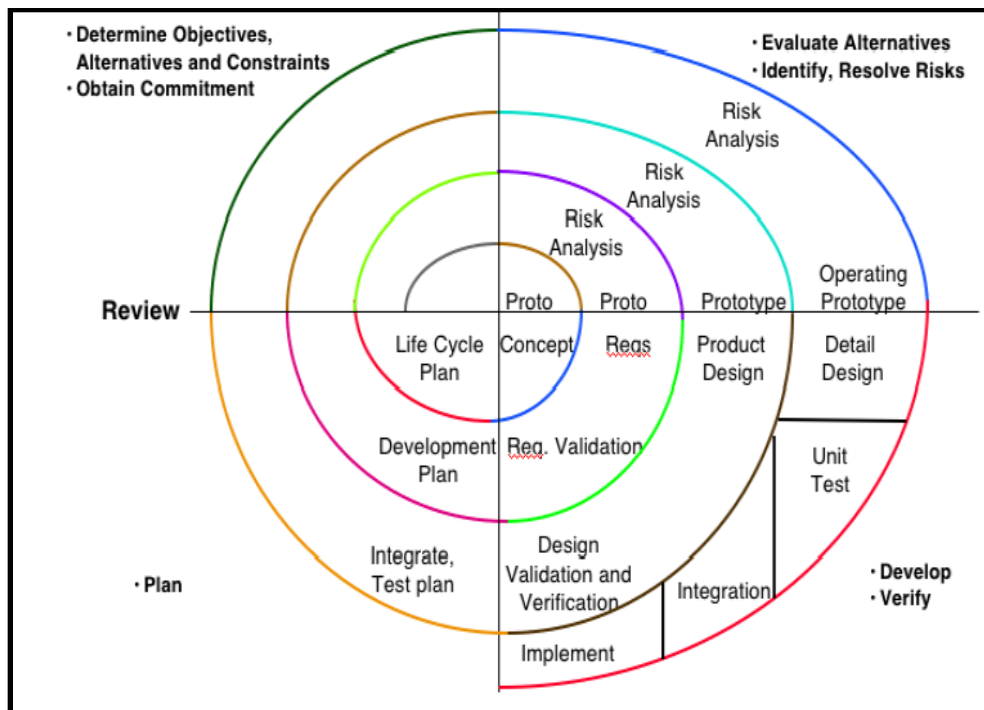 · Determine Objectives,
Alternatives and Constraints
· Obtain Commitment
· Evaluate Alternatives
· Identify, Resolve Risks
Risk
Analysis
Risk
Analysis
Risk
Analysis
Operating
Prototype
Prototype
Proto
Proto
Review
Life Cycle
Plan
Concept
Reqs
Product
Design
Detail
Design
Development
Plan
Req. Validation
Unit
Test
Integrate,
Test plan
Design
Validation and
Verification
Integration
Implement
· Plan
· Develop
· Verify